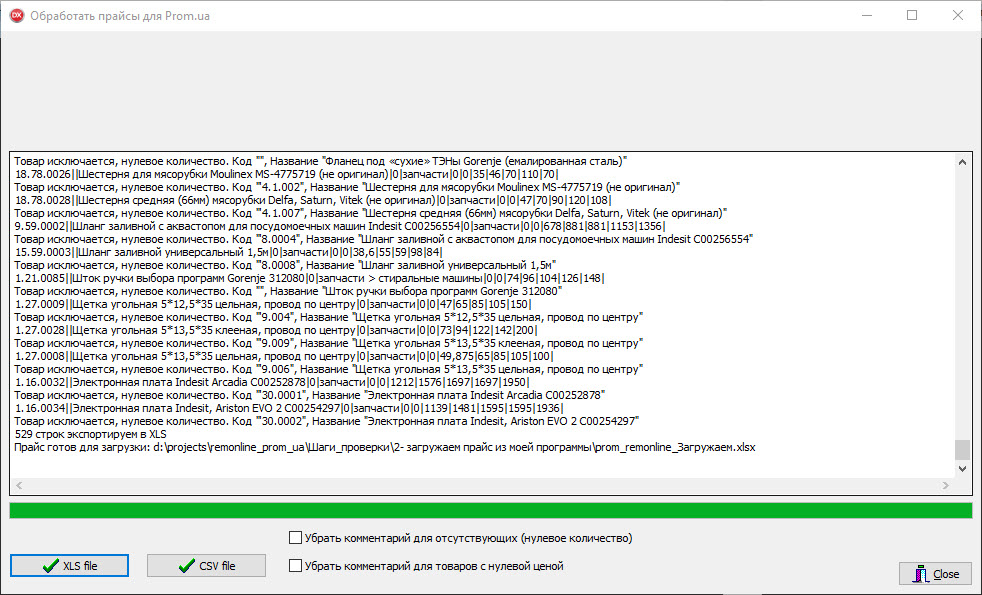 DX Обработать прайсы для Prom.ua
Товар исключается, нулевое количество. Код "", Название "Фланец под «сухие» ТЭНы Gorenje (емалированная сталь)"
18.78.0026||Шестерня для мясорубки Moulinex MS-4775719 (не оригинал)|0|запчасти|0|0|35|46|70|110|70|
Товар исключается, нулевое количество. Код "'4.1.002", Название "Шестерня для мясорубки Moulinex MS-4775719 (не оригинал)"
18.78.0028||Шестерня средняя (66мм) мясорубки Delfa, Saturn, Vitek (не оригинал)|0|запчасти|0|0|47|70|90|120|108|
Товар исключается, нулевое количество. Код "'4.1.007", Название "Шестерня средняя (66мм) мясорубки Delfa, Saturn, Vitek (не оригинал)"
9.59.0002||Шланг заливной с аквастопом для посудомоечных машин Indesit C00256554|0|запчасти|0|0|678|881|881|1153|1356|
Товар исключается, нулевое количество. Код "'8.0004", Название "Шланг заливной с аквастопом для посудомоечных машин Indesit C00256554"
15.59.0003||Шланг заливной универсальный 1,5м|0|запчасти|0|0|38,6|55|59|98|84|
Товар исключается, нулевое количество. Код "'8.0008", Название "Шланг заливной универсальный 1,5м"
1.21.0085||Шток ручки выбора программ Gorenje 312080|0|запчасти > стиральные машины|0|0|74|96|104|126|148|
Товар исключается, нулевое количество. Код "", Название "Шток ручки выбора программ Gorenje 312080"
1.27.0009||Щетка угольная 5*12,5*35 цельная, провод по центру|0|запчасти|0|0|47|65|85|105|150|
Товар исключается, нулевое количество. Код "'9.004", Название "Щетка угольная 5*12,5*35 цельная, провод по центру"
1.27.0028||Щетка угольная 5*13,5*35 клееная, провод по центру|0|запчасти|0|0|73|94|122|142|200|
Товар исключается, нулевое количество. Код "'9.009", Название "Щетка угольная 5*13,5*35 клееная, провод по центру"
1.27.0008||Щетка угольная 5*13,5*35 цельная, провод по центру|0|запчасти|0|0|49,875|65|85|105|100|
Товар исключается, нулевое количество. Код "'9.006", Название "Щетка угольная 5*13,5*35 цельная, провод по центру"
1.16.0032||Электронная плата Indesit Arcadia C00252878|0|запчасти|0|0|1212|1576|1697|1697|1950|
Товар исключается, нулевое количество. Код "'30.0001", Название "Электронная плата Indesit Arcadia C00252878"
1.16.0034||Электронная плата Indesit, Ariston EVO 2 C00254297|0|запчасти|0|0|1139|1481|1595|1595|1936|
Товар исключается, нулевое количество. Код "'30.0002", Название "Электронная плата Indesit, Ariston EVO 2 C00254297"
529 строк экспортируем в XLS
Прайс готов для загрузки: d:\projects\remonline_prom_ua\Шаги_проверки\2- загружаем прайс из моей программы\prom_remonline_Загружаем.xlsx
Убрать комментарий для отсутствующих (нулевое количество)
XLS file CSV file Убрать комментарий для товаров с нулевой ценой
Close